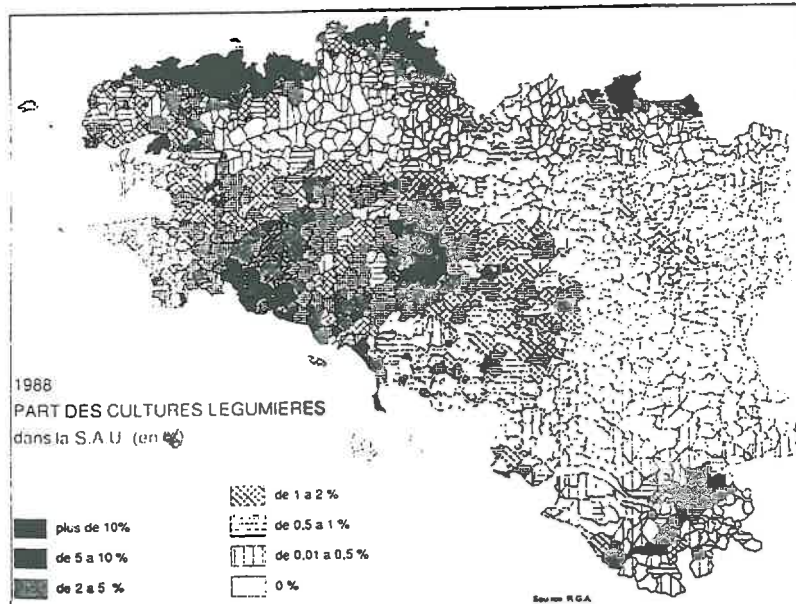 1988
PART DES CULTURES LEGUMIERES
dans la S.A.U. (en %)
plus de 10%
de 5 a 10 %
de 2 a 5 %
de 1 a 2 %
de 0,5 a 1 %
de 0,01 a 0,5 %
0 %
Source R.G.A.